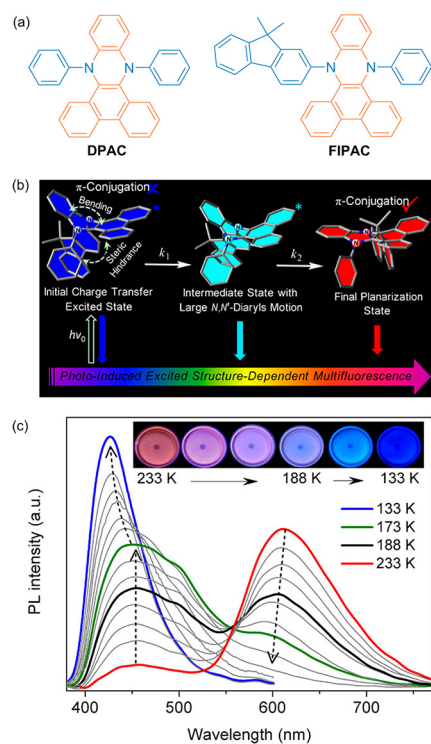 (a)
N
N
N
N
DPAC
FIPAC
(b)
π-Conjugation
π-Conjugation
Bending
*
*
N
N
N
N
N
N
Steric
Hindrance
k1
k2
Initial Charge Transfer
Excited State
Intermediate State with
Large N,N'-Diaryls Motion
Final Planarization
State
hν0
Photo-Induced Excited Structure-Dependent Multifluorescence
(c)
233 K
188 K
133 K
133 K
173 K
188 K
233 K
PL intensity (a.u.)
400
500
600
700
Wavelength (nm)